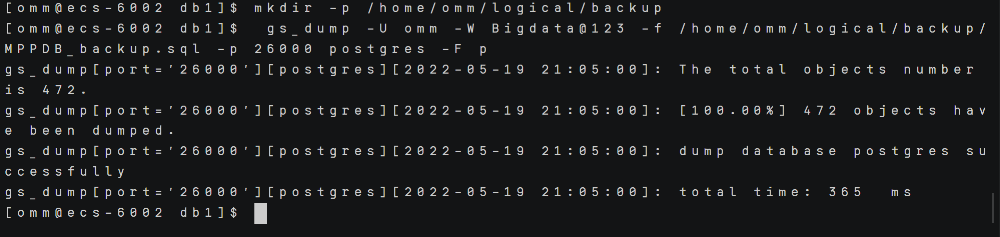 [omm@ecs-6002 db1]$ mkdir -p /home/omm/logical/backup
[omm@ecs-6002 db1]$  gs_dump -U omm -W Bigdata@123 -f /home/omm/logical/backup/
MPPDB_backup.sql -p 26000 postgres -F p
gs_dump[port='26000'][postgres][2022-05-19 21:05:00]: The total objects number
is 472.
gs_dump[port='26000'][postgres][2022-05-19 21:05:00]: [100.00%] 472 objects hav
e been dumped.
gs_dump[port='26000'][postgres][2022-05-19 21:05:00]: dump database postgres su
ccessfully
gs_dump[port='26000'][postgres][2022-05-19 21:05:00]: total time: 365  ms
[omm@ecs-6002 db1]$